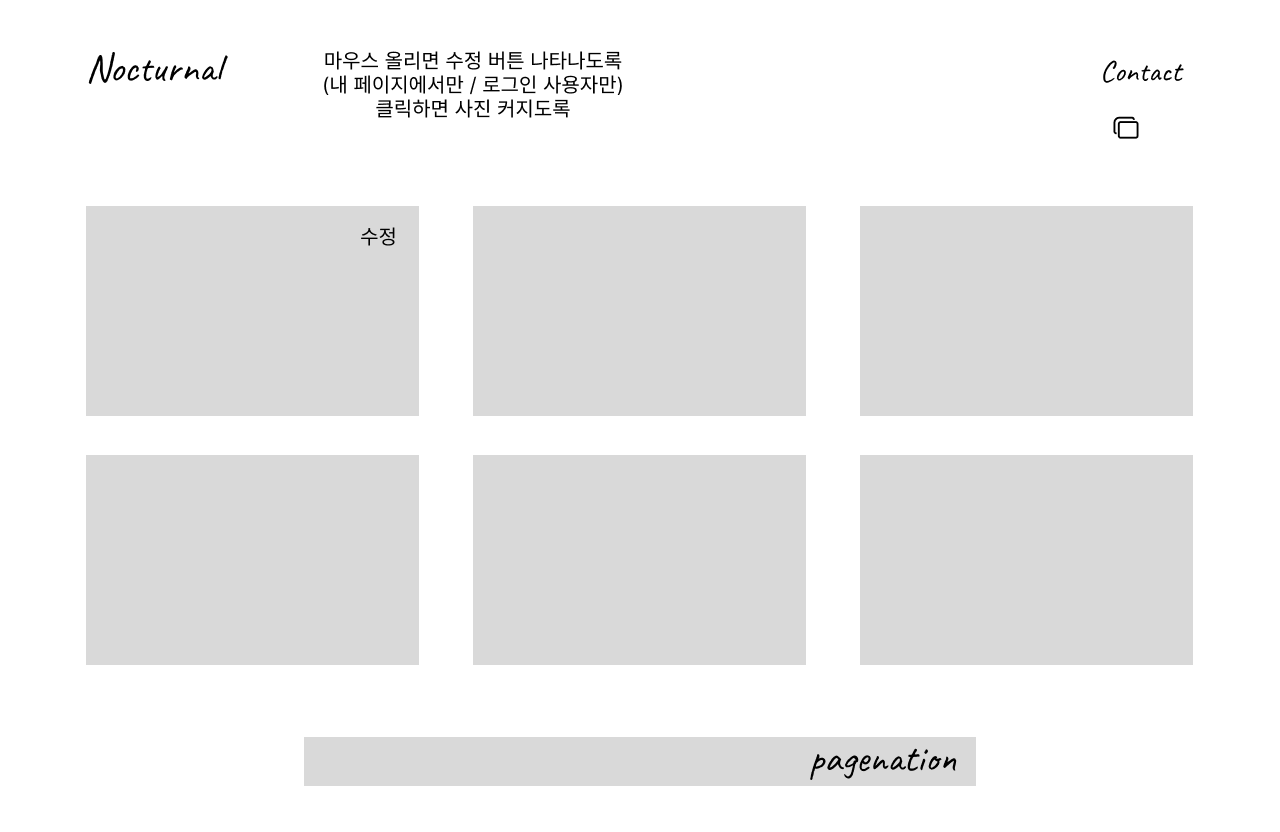 Nocturnal
마우스 올리면 수정 버튼 나타나도록
(내 페이지에서만 / 로그인 사용자만)
클릭하면 사진 커지도록
Contact
수정
pagenation